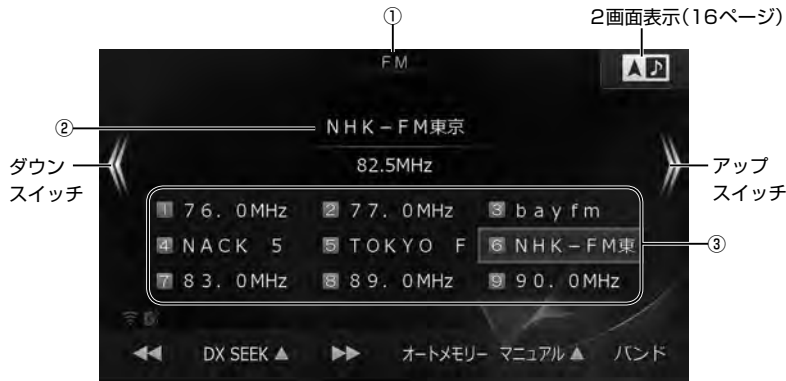 ①
2画面表示(16ページ)
FM
②
NHK－FM東京
ダウン
スイッチ
82.5MHz
アップ
スイッチ
1 76. 0MHz 2 77. 0MHz 3 bayfm
4 NACK 5 5 TOKYO F 6 NHK－FM東
③
7 83. 0MHz 8 89. 0MHz 9 90. 0MHz
◀◀ DX SEEK ▲ ▶▶ オートメモリー マニュアル ▲ バンド